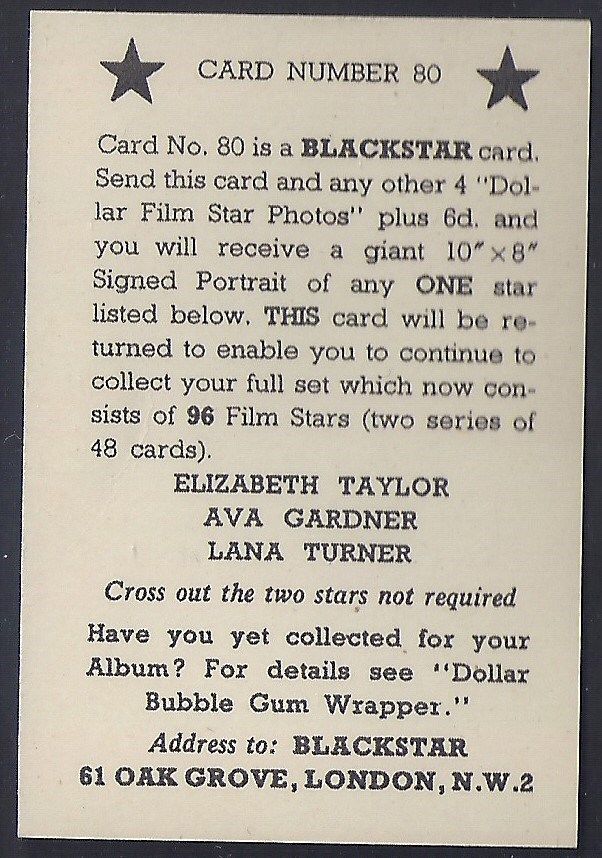 CARD NUMBER 80
Card No. 80 is a BLACKSTAR card.
Send this card and any other 4 "Dol-
lar Film Star Photos" plus 6d. and
you will receive a giant 10" × 8"
Signed Portrait of any ONE star
listed below. THIS card will be re-
turned to enable you to continue to
collect your full set which now con-
sists of 96 Film Stars (two series of
48 cards).
ELIZABETH TAYLOR
AVA GARDNER
LANA TURNER
Cross out the two stars not required
Have you yet collected for your
Album? For details see "Dollar
Bubble Gum Wrapper."
Address to: BLACKSTAR
61 OAK GROVE, LONDON, N.W.2